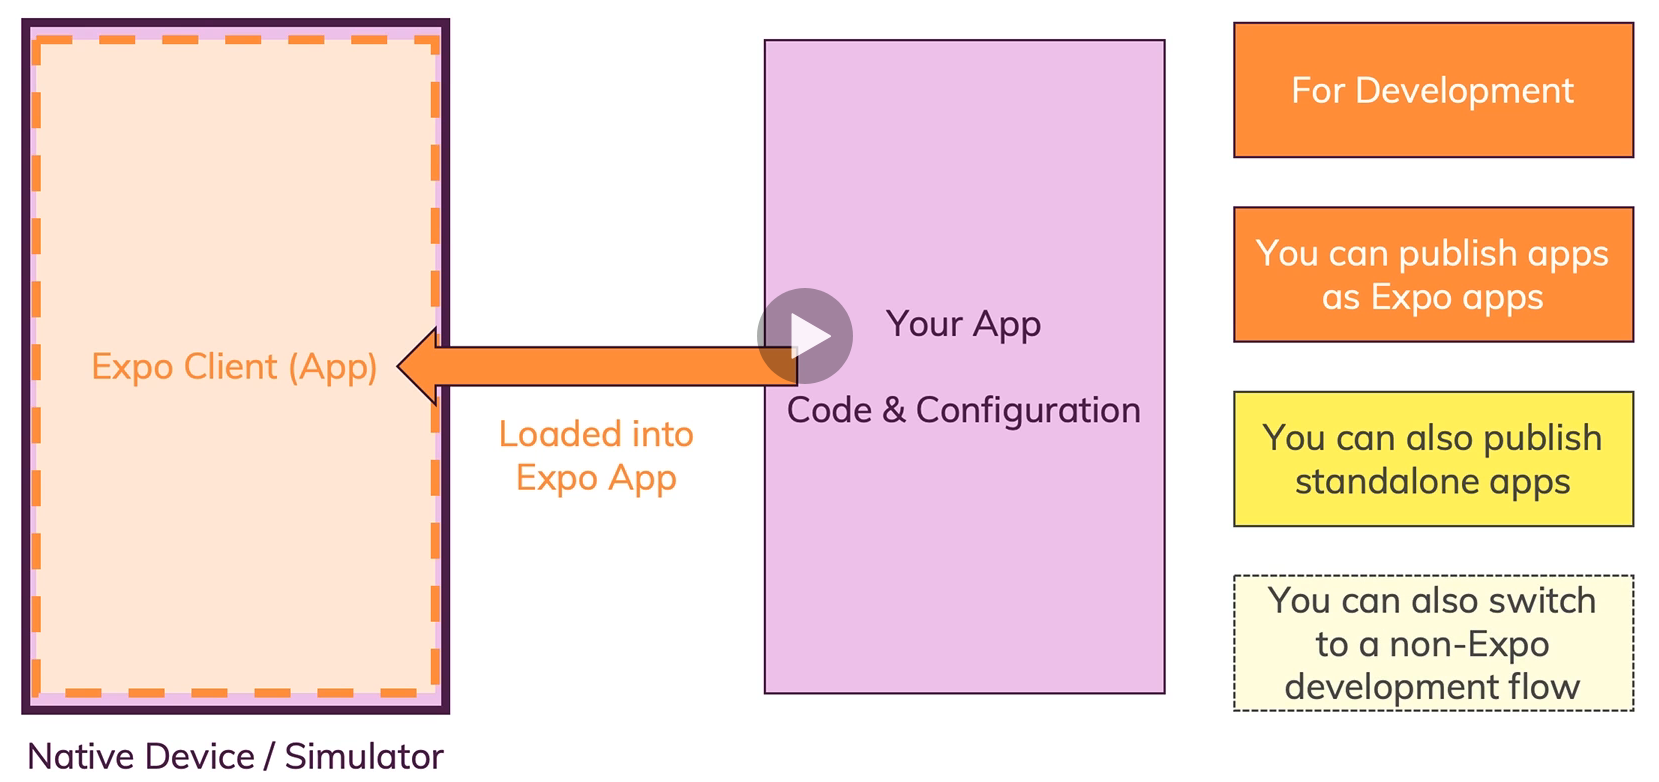 Expo Client (App)
Native Device / Simulator
Loaded into
Expo App
Your App
Code & Configuration
For Development
You can publish apps
as Expo apps
You can also publish
standalone apps
You can also switch
to a non-Expo
development flow